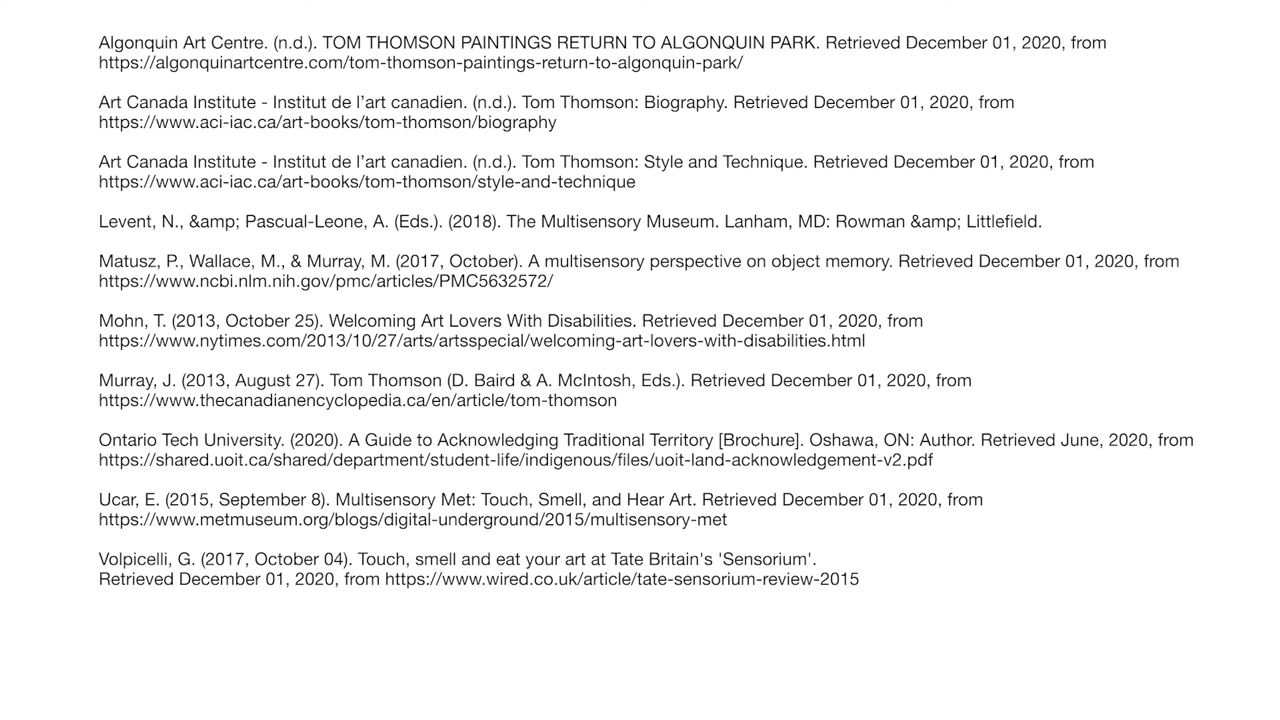 Algonquin Art Centre. (n.d.). TOM THOMSON PAINTINGS RETURN TO ALGONQUIN PARK. Retrieved December 01, 2020, from
https://algonquinartcentre.com/tom-thomson-paintings-return-to-algonquin-park/
Art Canada Institute - Institut de l’art canadien. (n.d.). Tom Thomson: Biography. Retrieved December 01, 2020, from
https://www.aci-iac.ca/art-books/tom-thomson/biography
Art Canada Institute - Institut de l’art canadien. (n.d.). Tom Thomson: Style and Technique. Retrieved December 01, 2020, from
https://www.aci-iac.ca/art-books/tom-thomson/style-and-technique
Levent, N., &amp; Pascual-Leone, A. (Eds.). (2018). The Multisensory Museum. Lanham, MD: Rowman &amp; Littlefield.
Matusz, P., Wallace, M., & Murray, M. (2017, October). A multisensory perspective on object memory. Retrieved December 01, 2020, from
https://www.ncbi.nlm.nih.gov/pmc/articles/PMC5632572/
Mohn, T. (2013, October 25). Welcoming Art Lovers With Disabilities. Retrieved December 01, 2020, from
https://www.nytimes.com/2013/10/27/arts/artsspecial/welcoming-art-lovers-with-disabilities.html
Murray, J. (2013, August 27). Tom Thomson (D. Baird & A. McIntosh, Eds.). Retrieved December 01, 2020, from
https://www.thecanadianencyclopedia.ca/en/article/tom-thomson
Ontario Tech University. (2020). A Guide to Acknowledging Traditional Territory [Brochure]. Oshawa, ON: Author. Retrieved June, 2020, from
https://shared.uoit.ca/shared/department/student-life/indigenous/files/uoit-land-acknowledgement-v2.pdf
Ucar, E. (2015, September 8). Multisensory Met: Touch, Smell, and Hear Art. Retrieved December 01, 2020, from
https://www.metmuseum.org/blogs/digital-underground/2015/multisensory-met
Volpicelli, G. (2017, October 04). Touch, smell and eat your art at Tate Britain's 'Sensorium'.
Retrieved December 01, 2020, from https://www.wired.co.uk/article/tate-sensorium-review-2015